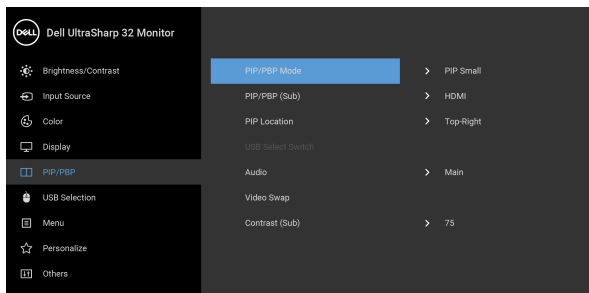 DELL Dell UltraSharp 32 Monitor
Brightness/Contrast
Input Source
Color
Display
PIP/PBP
USB Selection
Menu
Personalize
Others
PIP/PBP Mode > PIP Small
PIP/PBP (Sub) > HDMI
PIP Location > Top-Right
USB Select Switch
Audio > Main
Video Swap
Contrast (Sub) > 75